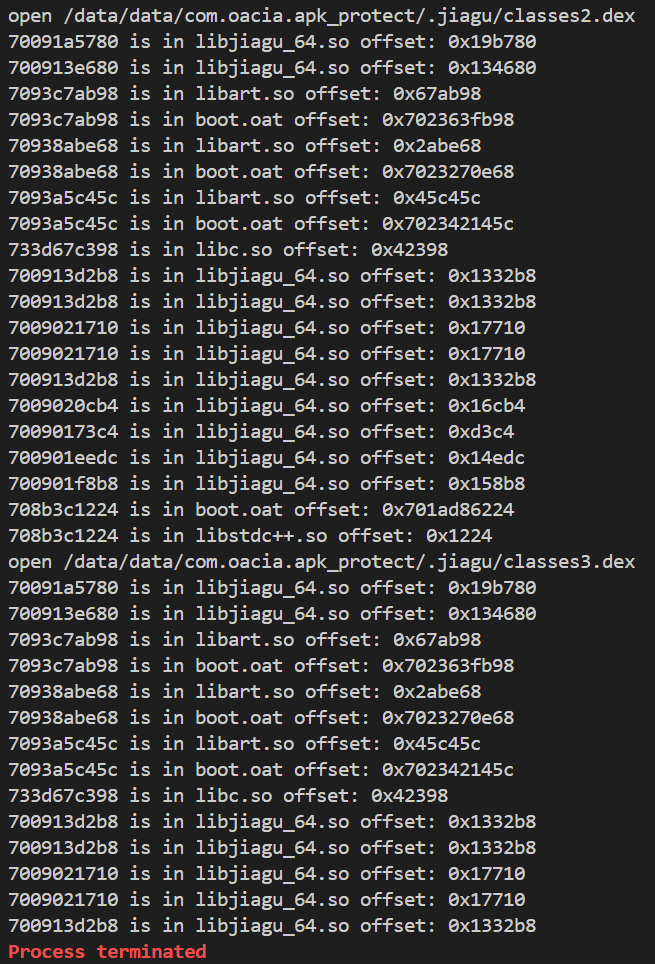 open /data/data/com.oacia.apk_protect/.jiagu/classes2.dex
70091a5780 is in libjiagu_64.so offset: 0x19b780
700913e680 is in libjiagu_64.so offset: 0x134680
7093c7ab98 is in libart.so offset: 0x67ab98
7093c7ab98 is in boot.oat offset: 0x702363fb98
70938abe68 is in libart.so offset: 0x2abe68
70938abe68 is in boot.oat offset: 0x7023270e68
7093a5c45c is in libart.so offset: 0x45c45c
7093a5c45c is in boot.oat offset: 0x702342145c
733d67c398 is in libc.so offset: 0x42398
700913d2b8 is in libjiagu_64.so offset: 0x1332b8
700913d2b8 is in libjiagu_64.so offset: 0x1332b8
7009021710 is in libjiagu_64.so offset: 0x17710
7009021710 is in libjiagu_64.so offset: 0x17710
700913d2b8 is in libjiagu_64.so offset: 0x1332b8
7009020cb4 is in libjiagu_64.so offset: 0x16cb4
70090173c4 is in libjiagu_64.so offset: 0xd3c4
700901eedc is in libjiagu_64.so offset: 0x14edc
700901f8b8 is in libjiagu_64.so offset: 0x158b8
708b3c1224 is in boot.oat offset: 0x701ad86224
708b3c1224 is in libstdc++.so offset: 0x1224
open /data/data/com.oacia.apk_protect/.jiagu/classes3.dex
70091a5780 is in libjiagu_64.so offset: 0x19b780
700913e680 is in libjiagu_64.so offset: 0x134680
7093c7ab98 is in libart.so offset: 0x67ab98
7093c7ab98 is in boot.oat offset: 0x702363fb98
70938abe68 is in libart.so offset: 0x2abe68
70938abe68 is in boot.oat offset: 0x7023270e68
7093a5c45c is in libart.so offset: 0x45c45c
7093a5c45c is in boot.oat offset: 0x702342145c
733d67c398 is in libc.so offset: 0x42398
700913d2b8 is in libjiagu_64.so offset: 0x1332b8
700913d2b8 is in libjiagu_64.so offset: 0x1332b8
7009021710 is in libjiagu_64.so offset: 0x17710
7009021710 is in libjiagu_64.so offset: 0x17710
700913d2b8 is in libjiagu_64.so offset: 0x1332b8
Process terminated